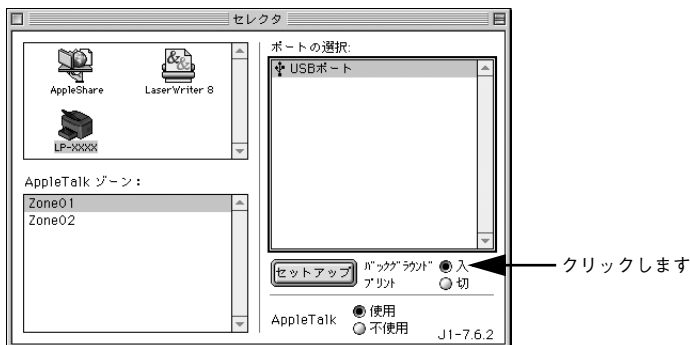 セレクタ
AppleShare
LaserWriter 8
LP-XXXX
AppleTalk ゾーン：
Zone01
Zone02
ポートの選択:
USBポート
セットアップ
バックグラウンド
プリント
入
切
クリックします
AppleTalk
使用
不使用
J1-7.6.2